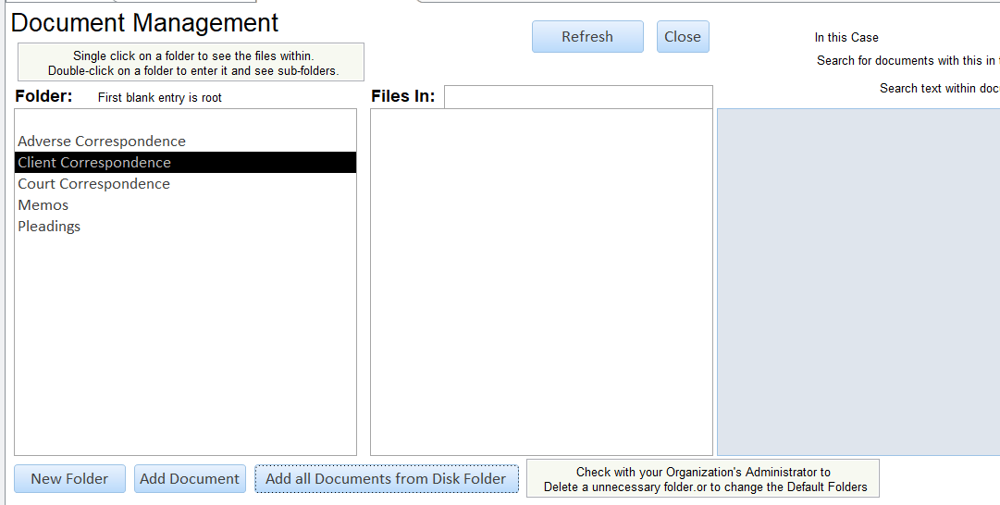 Document Management
Refresh
Close
In this Case
Single click on a folder to see the files within.
Double-click on a folder to enter it and see sub-folders.
Search for documents with this in
Search text within
Folder:
First blank entry is root
Files In:
Adverse Correspondence
Client Correspondence
Court Correspondence
Memos
Pleadings
New Folder
Add Document
Add all Documents from Disk Folder
Check with your Organization's Administrator to
Delete a unnecessary folder.or to change the Default Folders